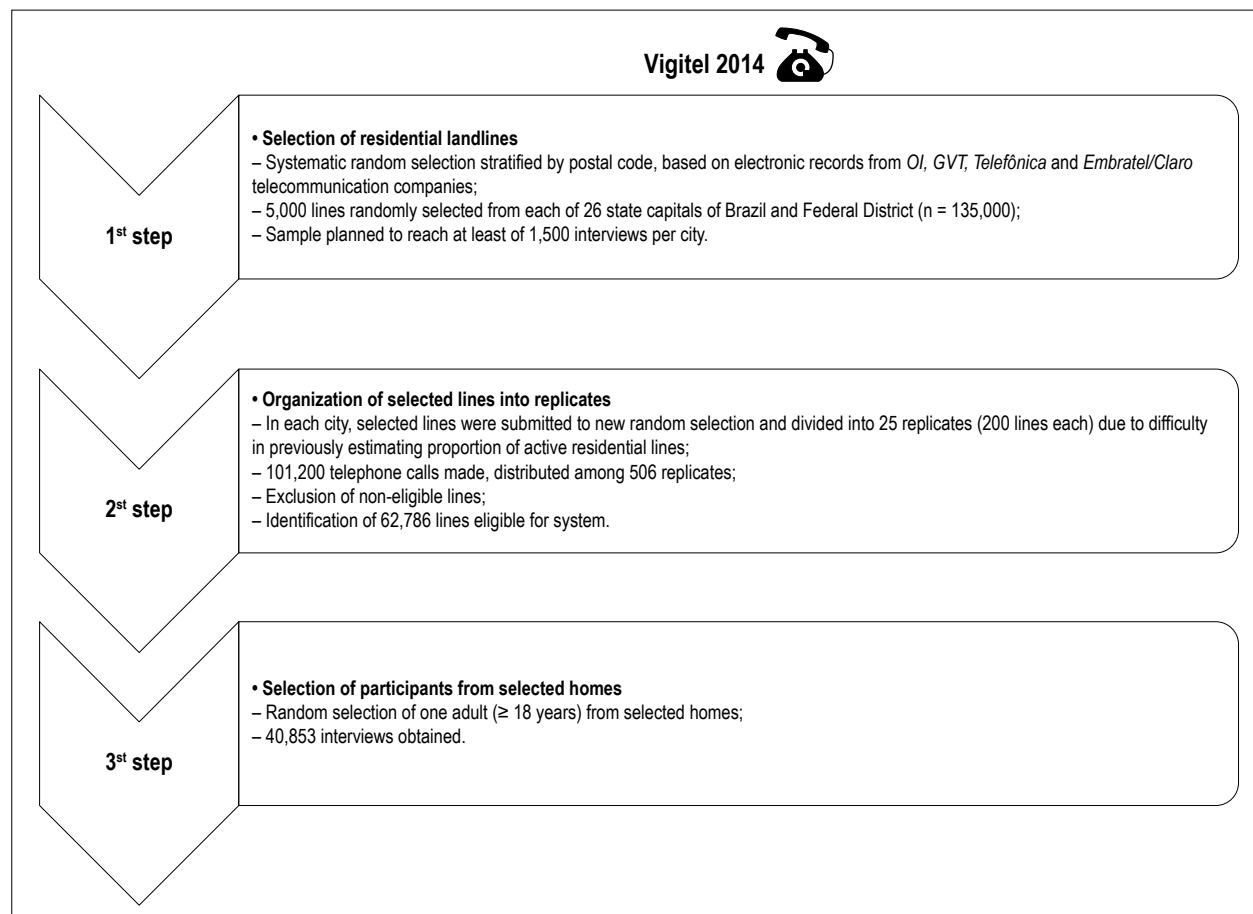 Vigitel 2014
1st step
• Selection of residential landlines
– Systematic random selection stratified by postal code, based on electronic records from OI, GVT, Telefônica and Embratel/Claro
telecommunication companies;
– 5,000 lines randomly selected from each of 26 state capitals of Brazil and Federal District (n = 135,000);
– Sample planned to reach at least of 1,500 interviews per city.
2st step
• Organization of selected lines into replicates
– In each city, selected lines were submitted to new random selection and divided into 25 replicates (200 lines each) due to difficulty
in previously estimating proportion of active residential lines;
– 101,200 telephone calls made, distributed among 506 replicates;
– Exclusion of non-eligible lines;
– Identification of 62,786 lines eligible for system.
3st step
• Selection of participants from selected homes
– Random selection of one adult (≥ 18 years) from selected homes;
– 40,853 interviews obtained.